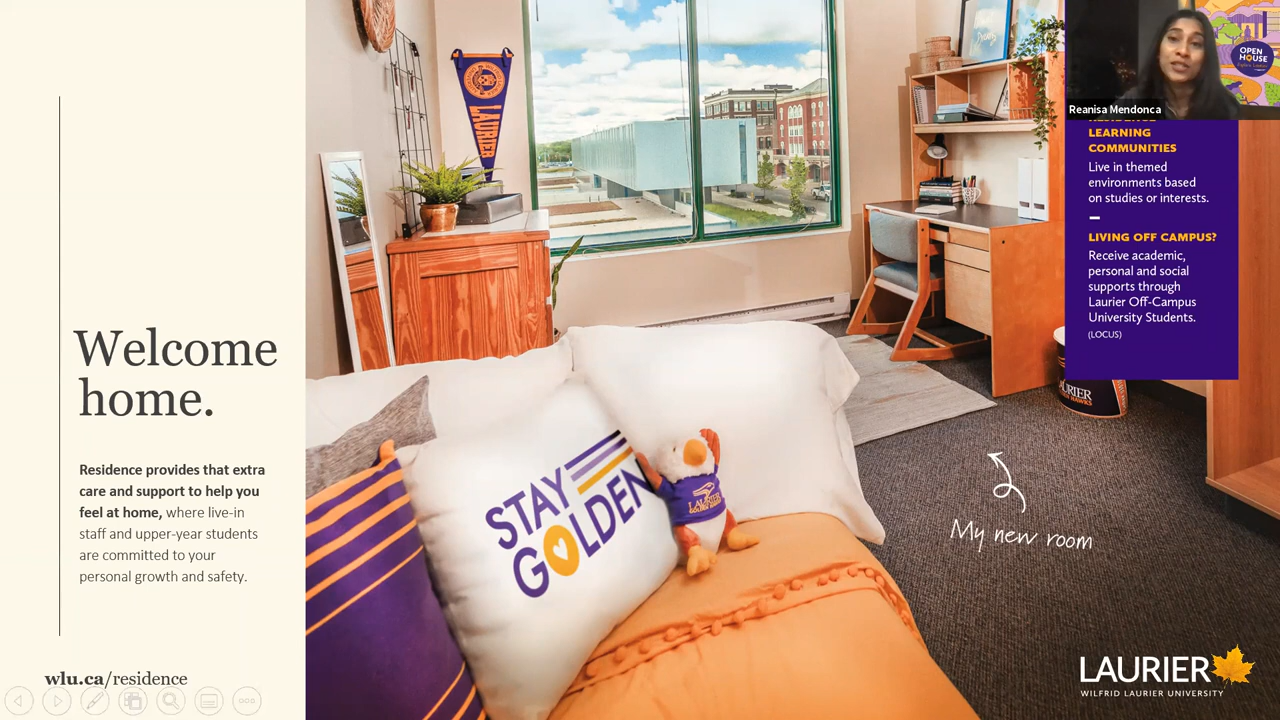 Welcome
home.
Residence provides that extra
care and support to help you
feel at home, where live-in
staff and upper-year students
are committed to your
personal growth and safety.
wlu.ca/residence
LAURIER
STAY
GOLDEN
My new room
OPEN
HOUSE
Reanisa Mendonca
LEARNING
COMMUNITIES
Live in themed
environments based
on studies or interests.
LIVING OFF CAMPUS?
Receive academic,
personal and social
supports through
Laurier Off-Campus
University Students.
(LOCUS)
LAURIER
WILFRID LAURIER UNIVERSITY